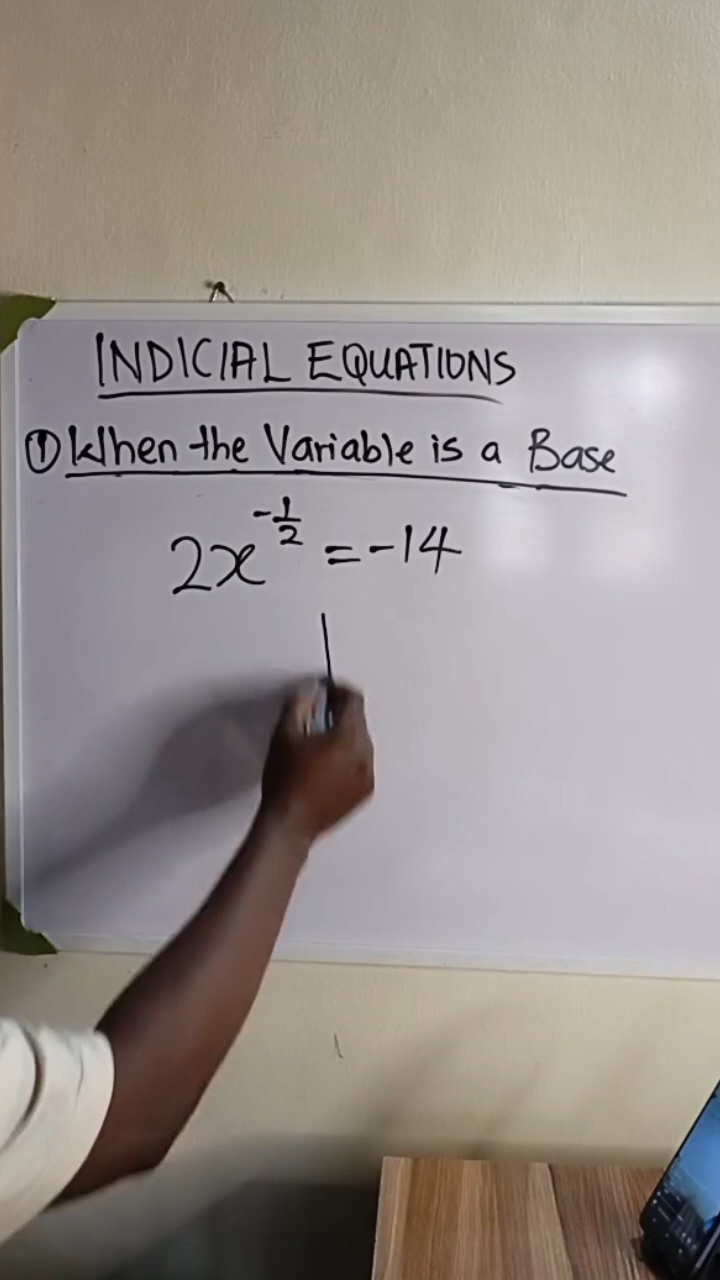 INDICIAL EQUATIONS
① When the Variable is a Base
2x^{-1/2} = -14